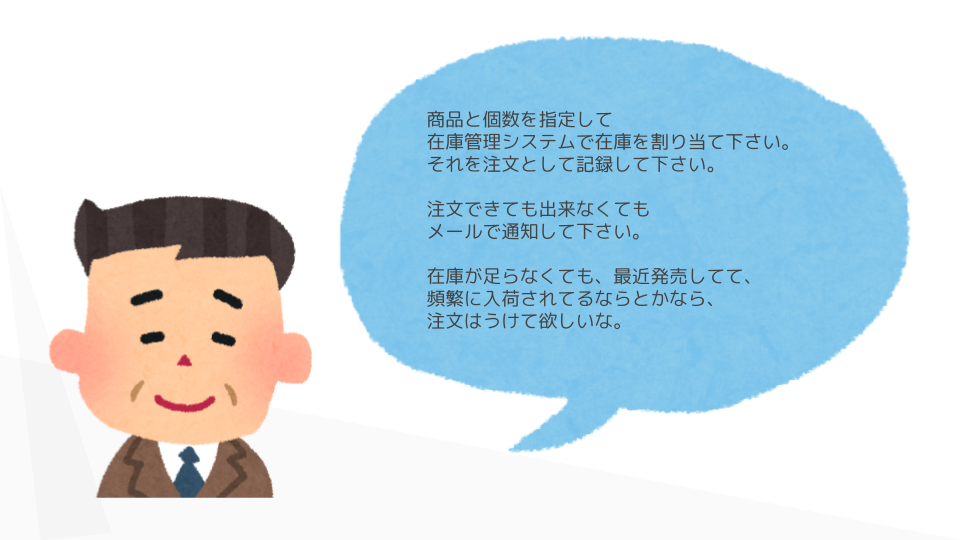 商品と個数を指定して
在庫管理システムで在庫を割り当て下さい。
それを注文として記録して下さい。
注文できても出来なくても
メールで通知して下さい。
在庫が足らなくても、最近発売してて、
頻繁に入荷されてるならとかなら、
注文はうけて欲しいな。